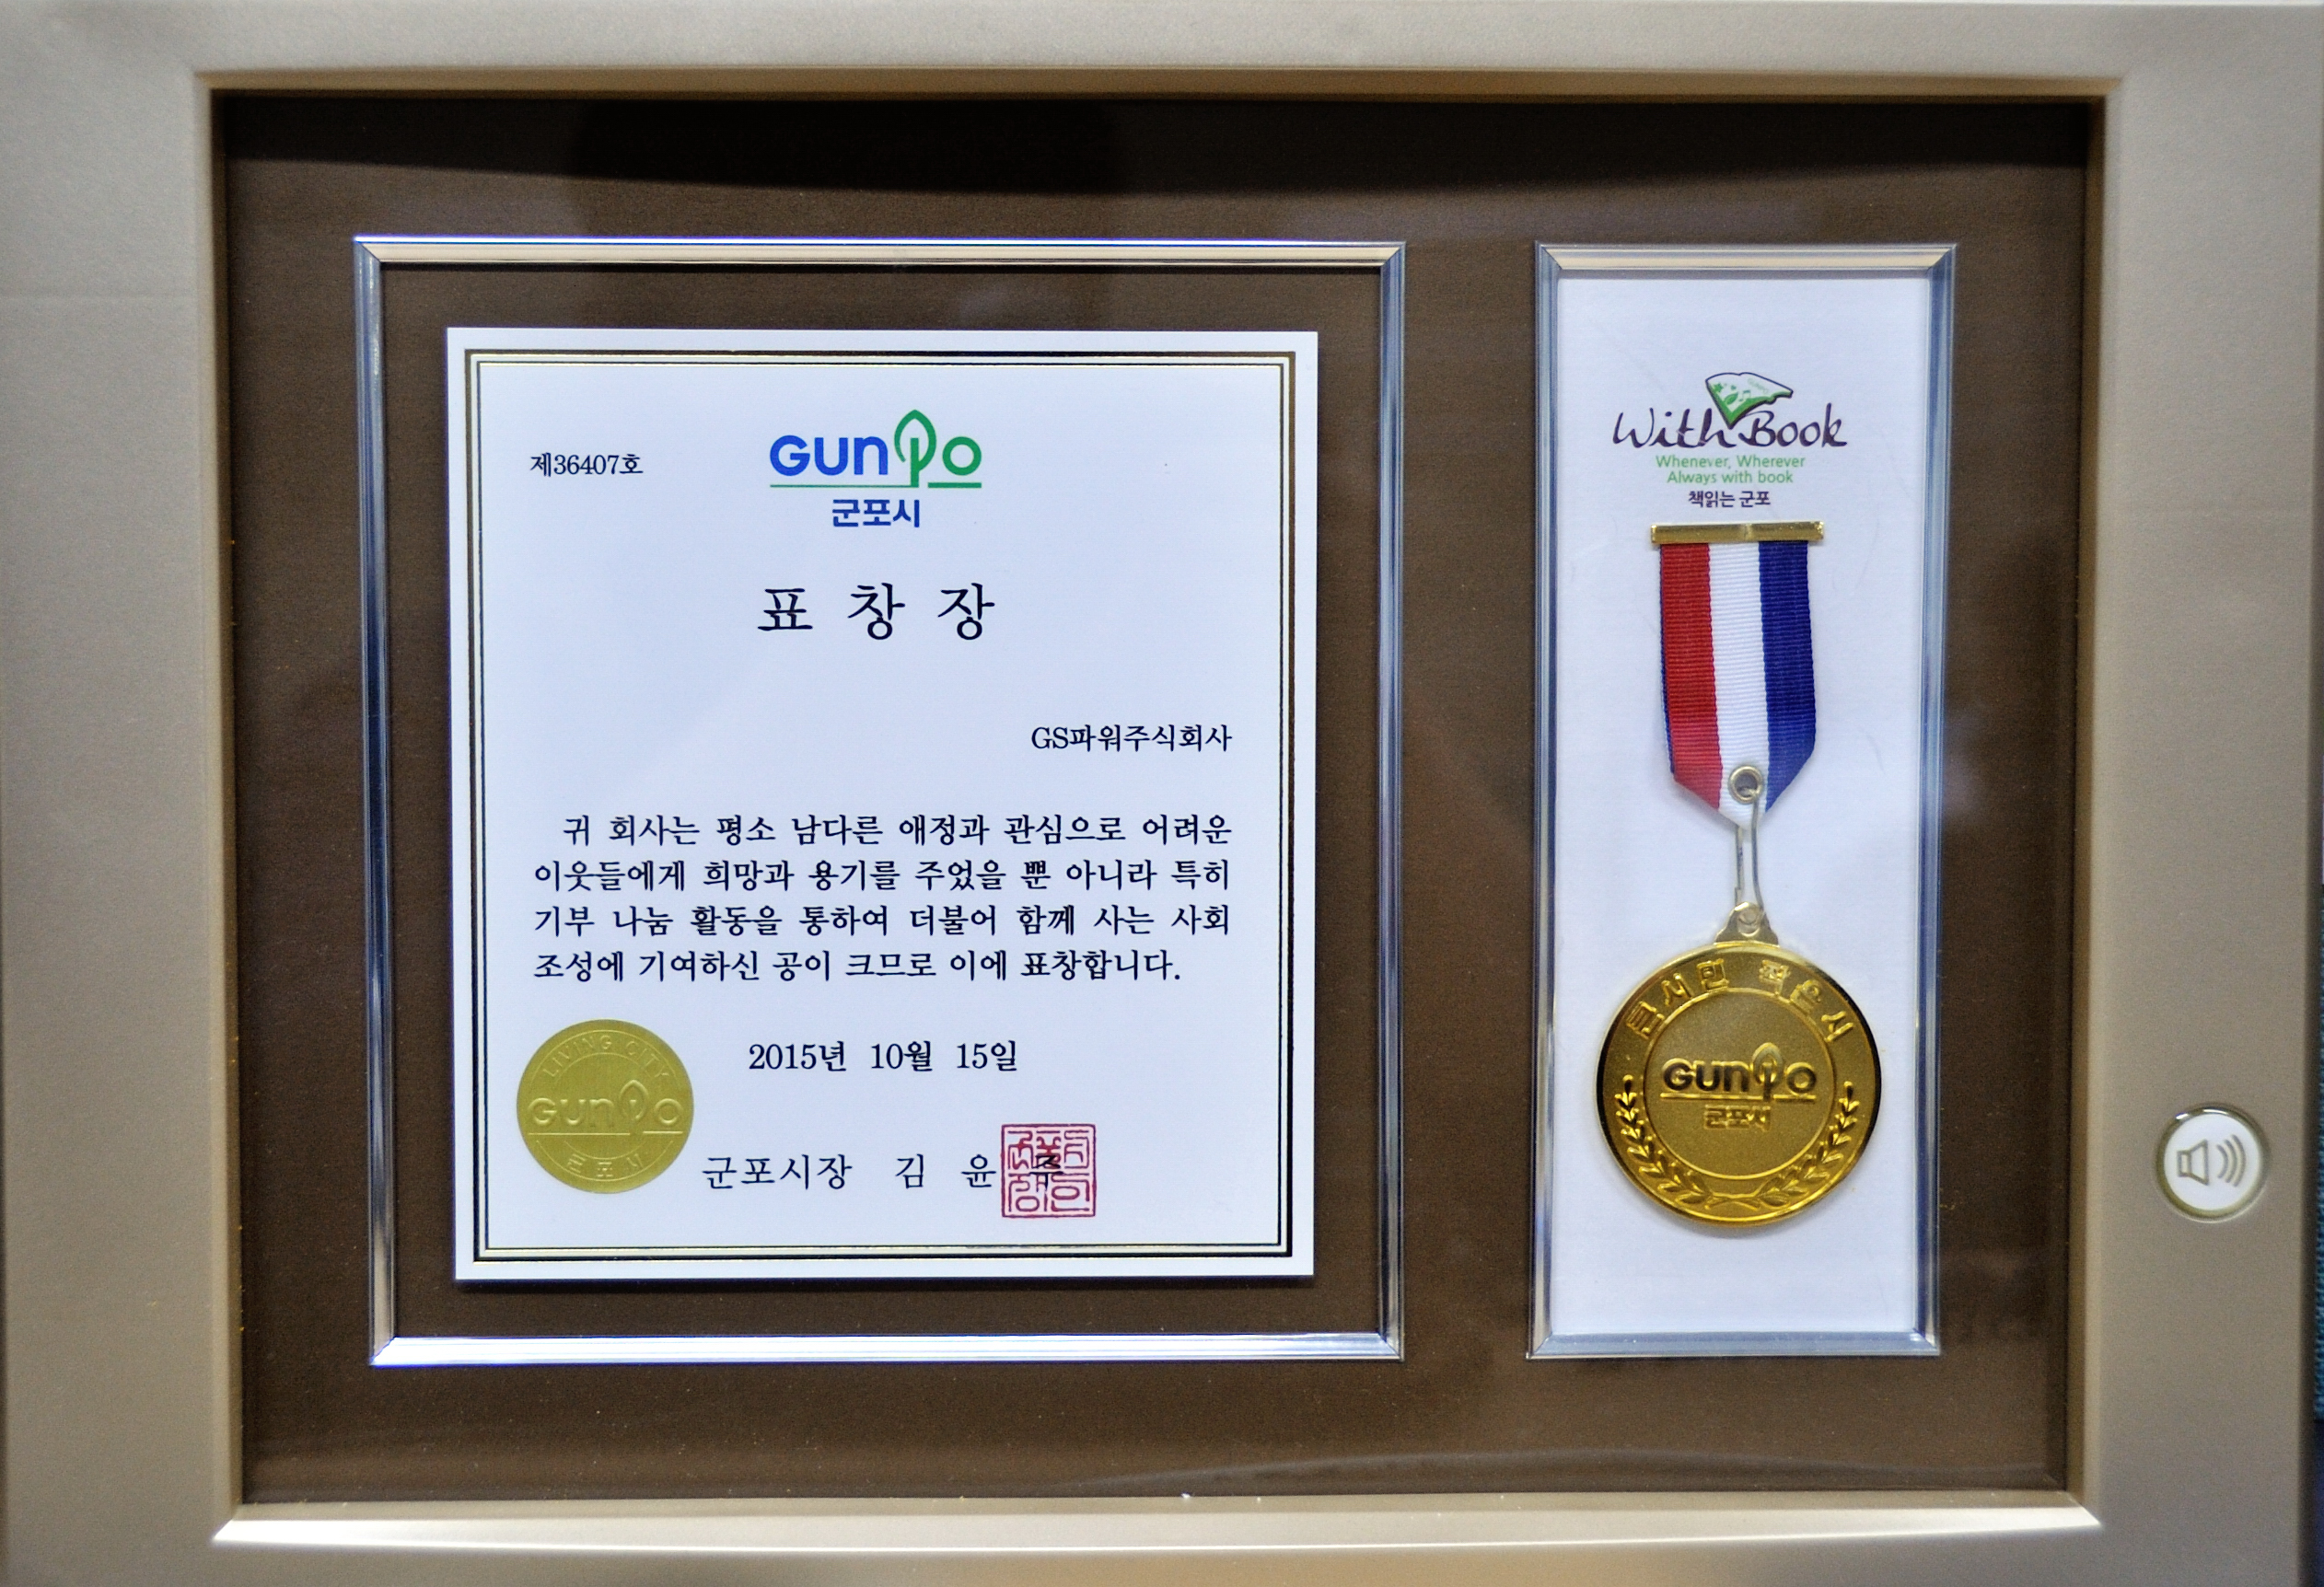 제36407호
GUNPO
군포시
표 창 장
GS파워주식회사
귀 회사는 평소 남다른 애정과 관심으로 어려운
이웃들에게 희망과 용기를 주었을 뿐 아니라 특히
기부 나눔 활동을 통하여 더불어 함께 사는 사회
조성에 기여하신 공이 크므로 이에 표창합니다.
2015년 10월 15일
LIVING CITY
GUNPO
군포시
군포시장 김 윤 주
With Book
Whenever, Wherever
Always with book
책읽는 군포
큰시민 작은시
GUNPO
군포시